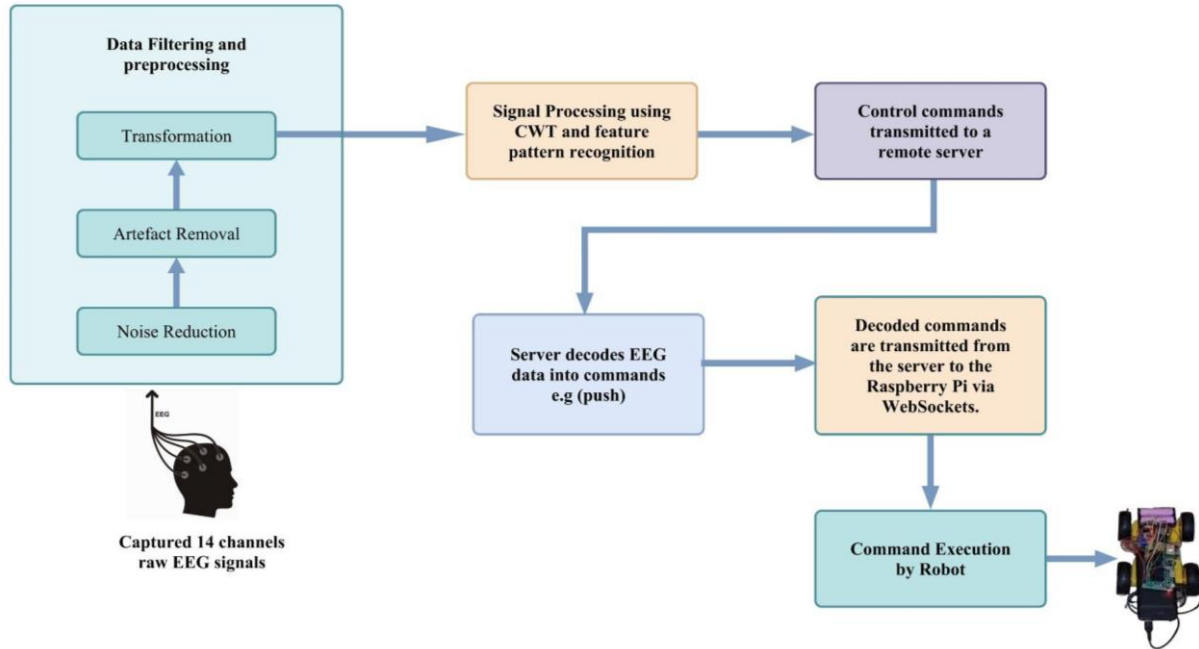 Data Filtering and
preprocessing
Transformation
Artefact Removal
Noise Reduction
EEG
Captured 14 channels
raw EEG signals
Signal Processing using
CWT and feature
pattern recognition
Control commands
transmitted to a
remote server
Server decodes EEG
data into commands
e.g (push)
Decoded commands
are transmitted from
the server to the
Raspberry Pi via
WebSockets.
Command Execution
by Robot